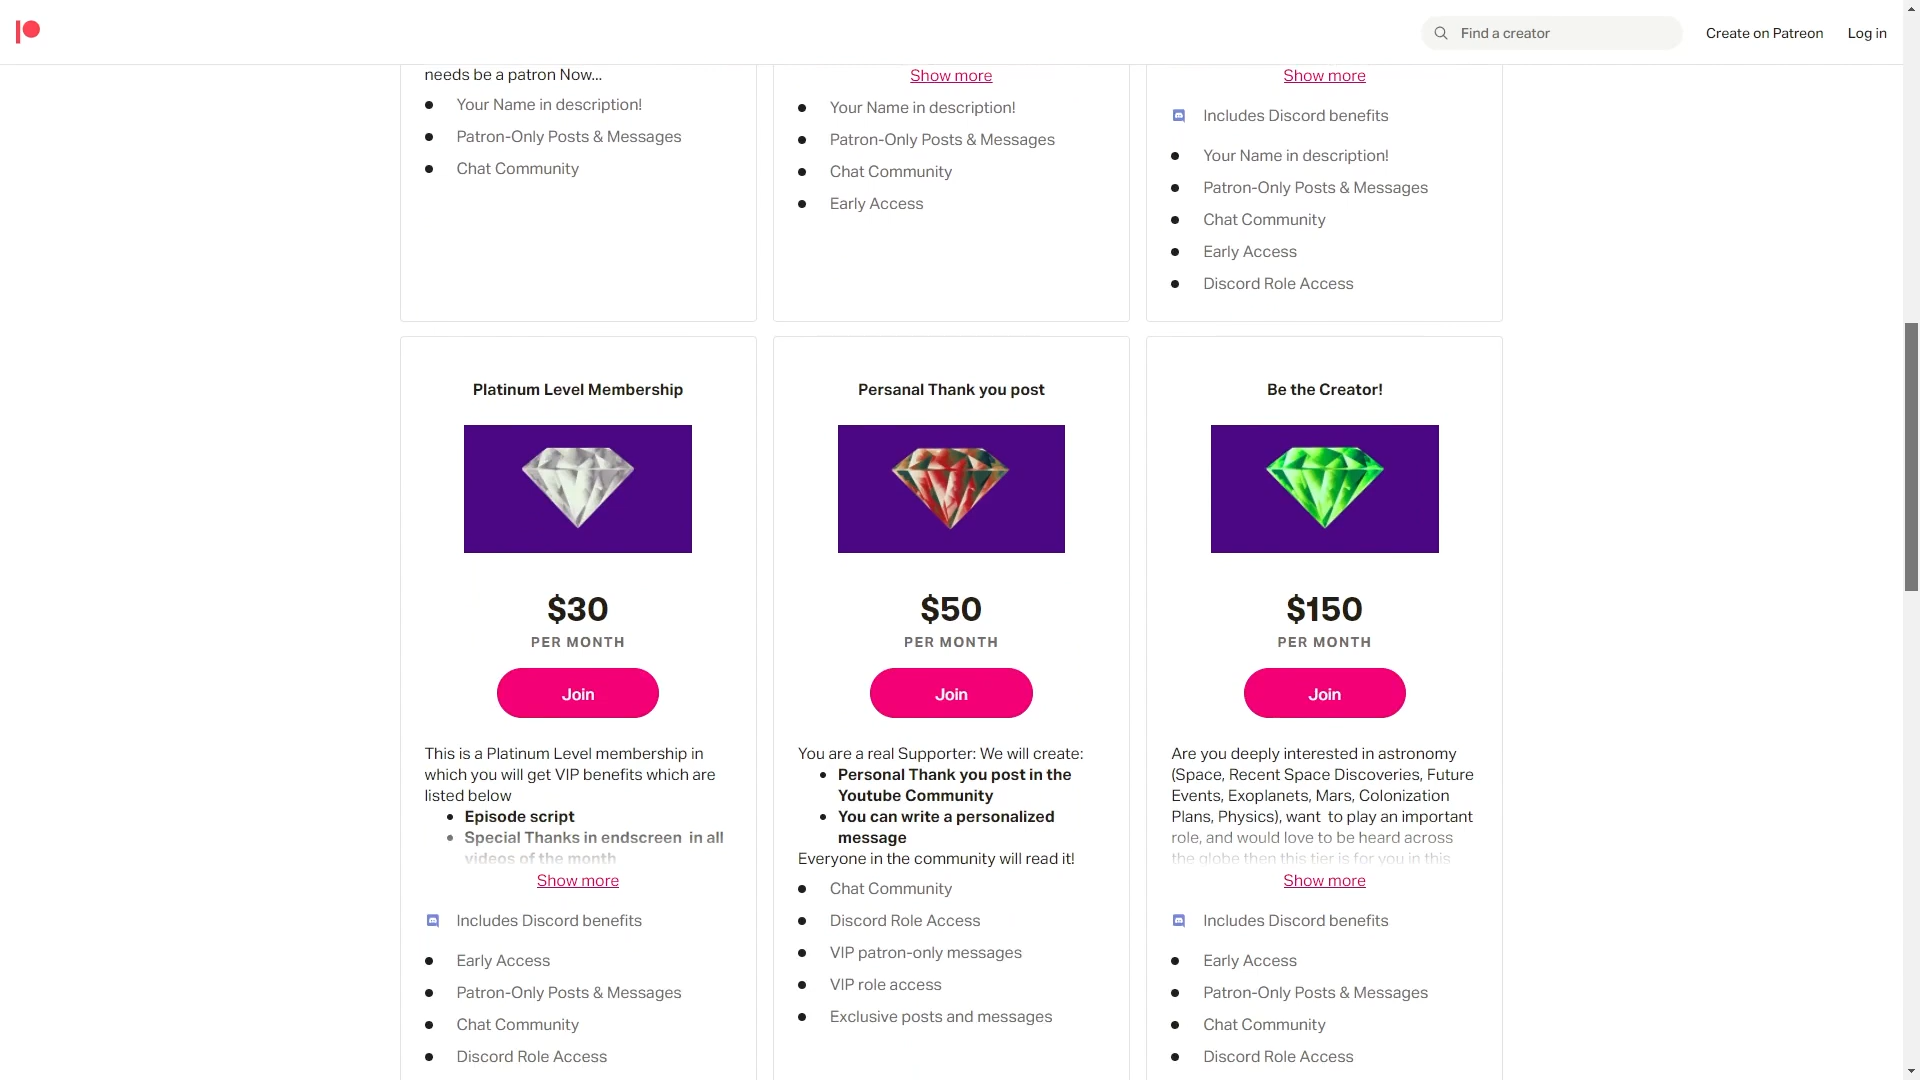 Find a creator
Create on Patreon
Log in
needs be a patron Now...
Your Name in description!
Patron-Only Posts & Messages
Chat Community
Show more
Your Name in description!
Patron-Only Posts & Messages
Chat Community
Early Access
Show more
Includes Discord benefits
Your Name in description!
Patron-Only Posts & Messages
Chat Community
Early Access
Discord Role Access
Platinum Level Membership
$30
PER MONTH
Join
This is a Platinum Level membership in
which you will get VIP benefits which are
listed below
Episode script
Special Thanks in endscreen in all
videos of the month
Show more
Includes Discord benefits
Early Access
Patron-Only Posts & Messages
Chat Community
Discord Role Access
Persanal Thank you post
$50
PER MONTH
Join
You are a real Supporter: We will create:
Personal Thank you post in the
Youtube Community
You can write a personalized
message
Everyone in the community will read it!
Chat Community
Discord Role Access
VIP patron-only messages
VIP role access
Exclusive posts and messages
Be the Creator!
$150
PER MONTH
Join
Are you deeply interested in astronomy
(Space, Recent Space Discoveries, Future
Events, Exoplanets, Mars, Colonization
Plans, Physics), want to play an important
role, and would love to be heard across
the globe then this tier is for you in this
Show more
Includes Discord benefits
Early Access
Patron-Only Posts & Messages
Chat Community
Discord Role Access